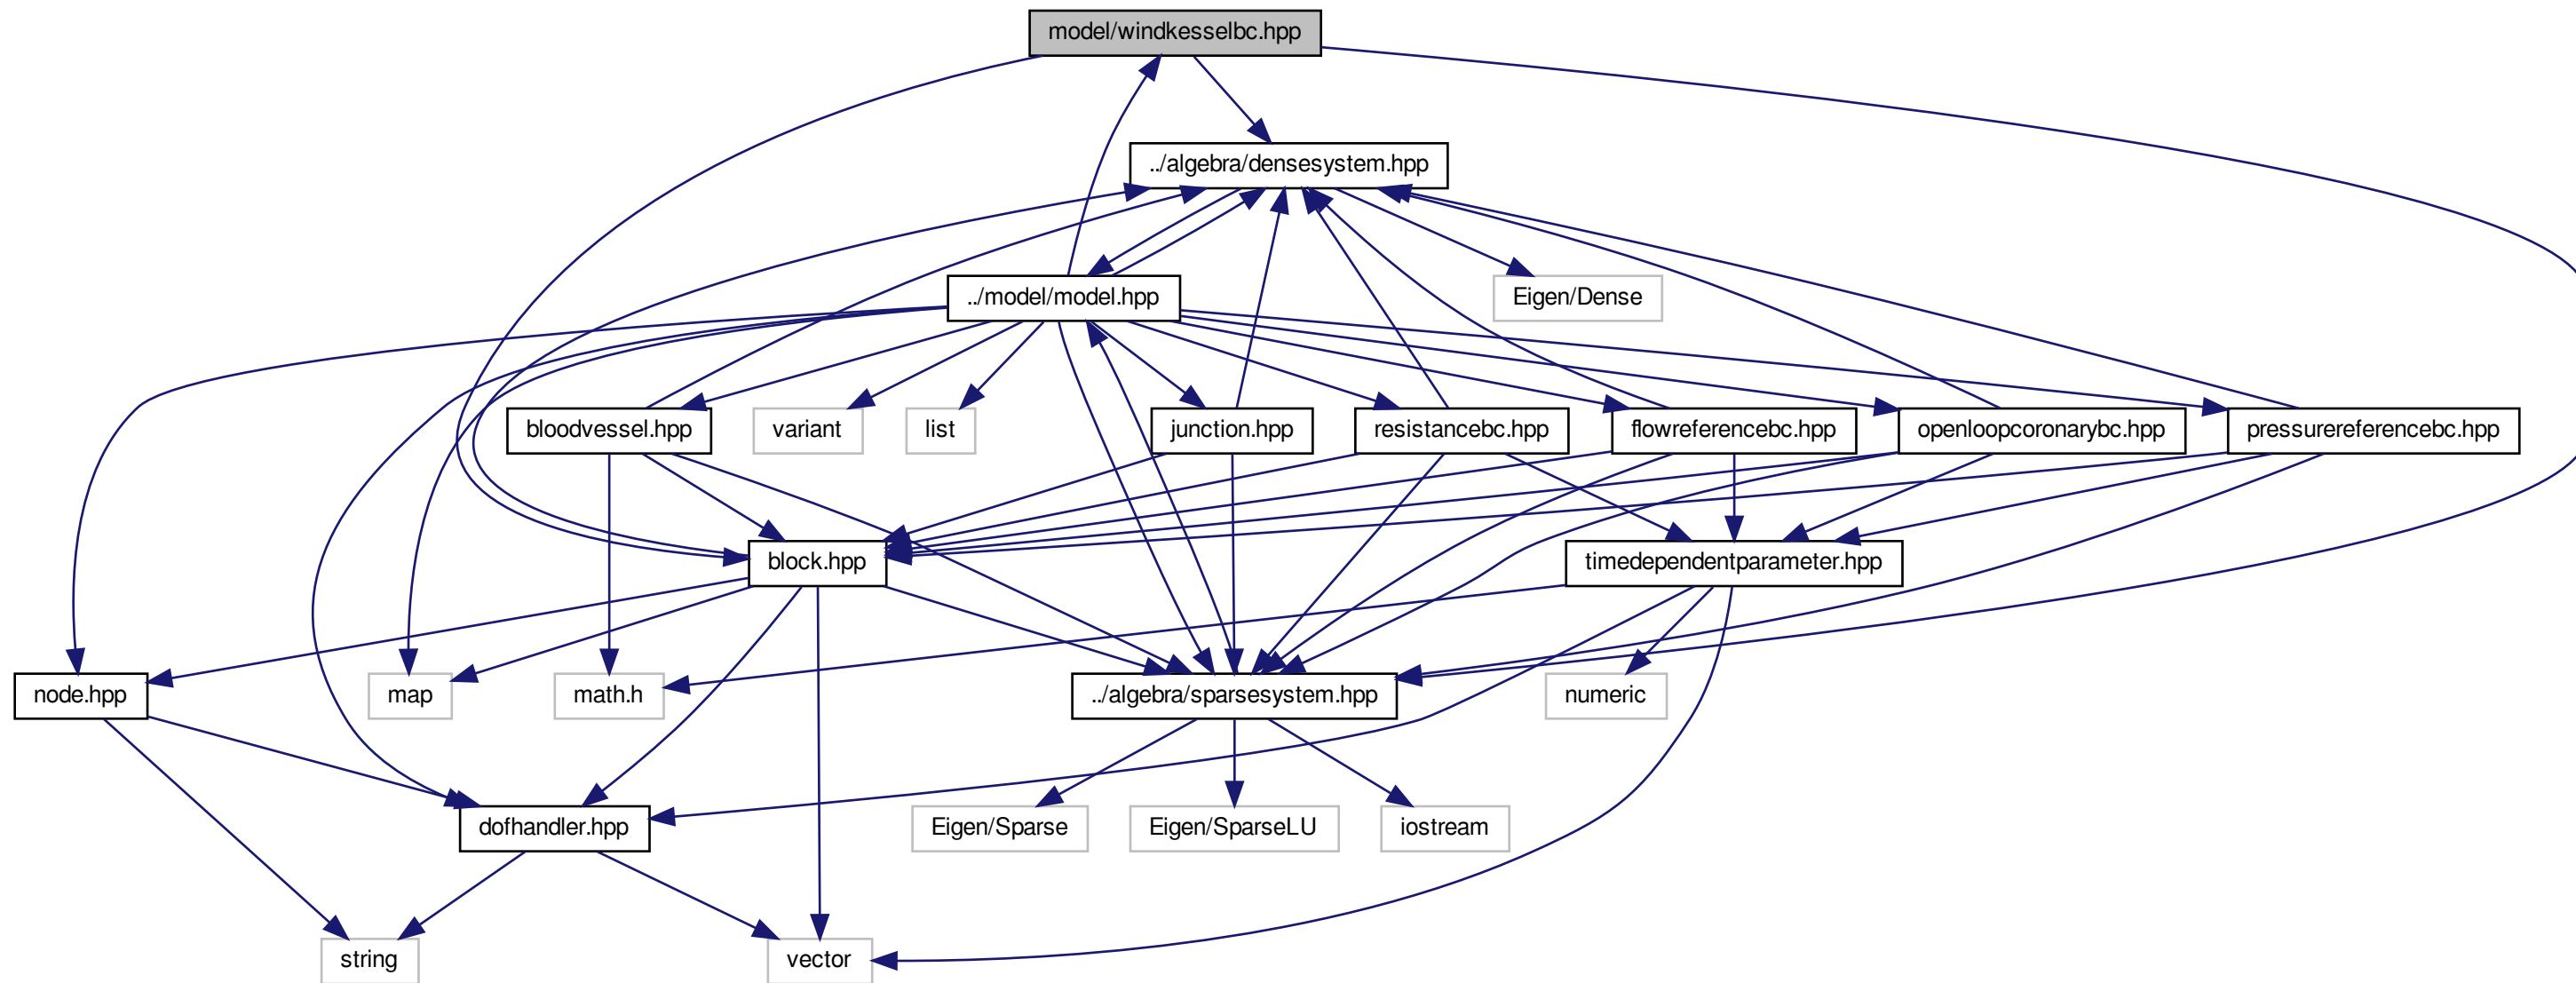 model/windkesselbc.hpp
../algebra/densesystem.hpp
../model/model.hpp
Eigen/Dense
bloodvessel.hpp
variant
list
junction.hpp
resistancebc.hpp
flowreferencebc.hpp
openloopcoronarybc.hpp
pressurereferencebc.hpp
block.hpp
timedependentparameter.hpp
node.hpp
map
math.h
../algebra/sparsesystem.hpp
numeric
dofhandler.hpp
Eigen/Sparse
Eigen/SparseLU
iostream
string
vector